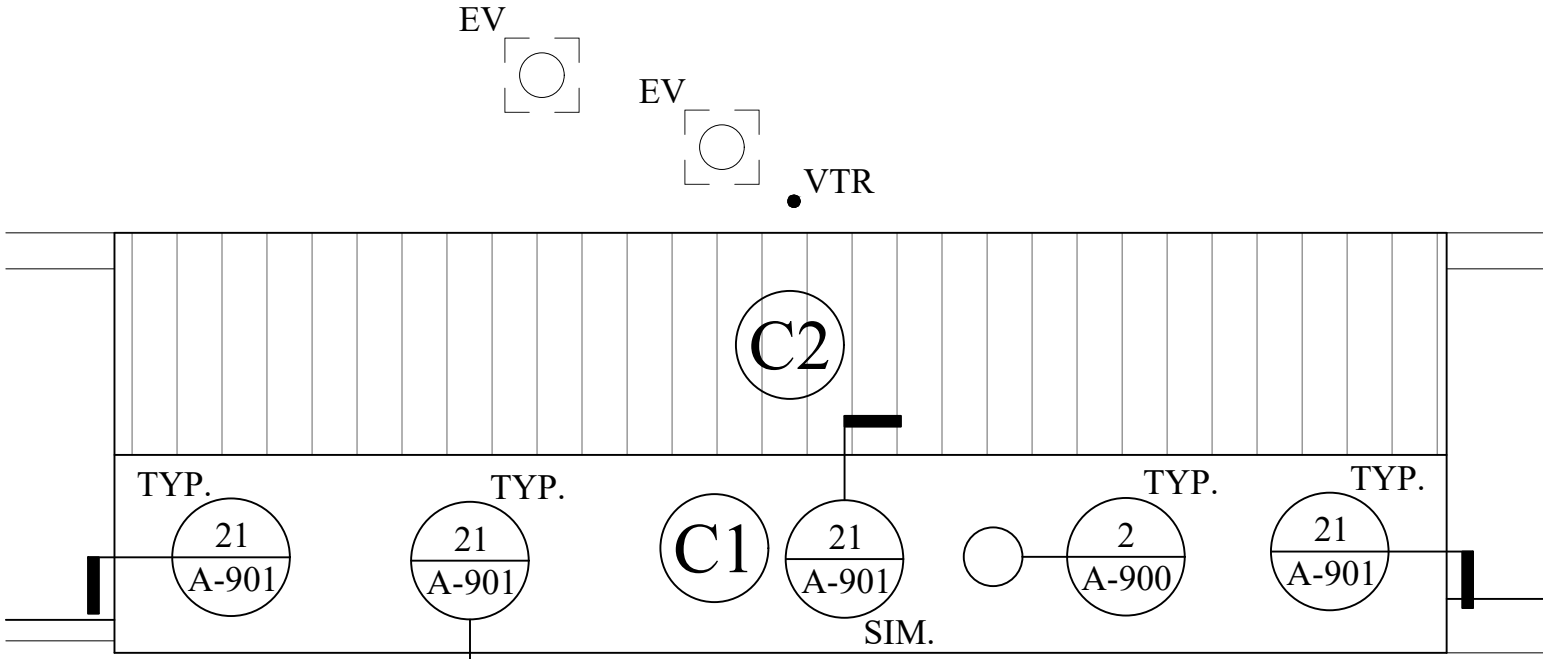 EV
EV
VTR
C2
TYP.
21
A-901
TYP.
21
A-901
C1
21
A-901
SIM.
TYP.
2
A-900
TYP.
21
A-901